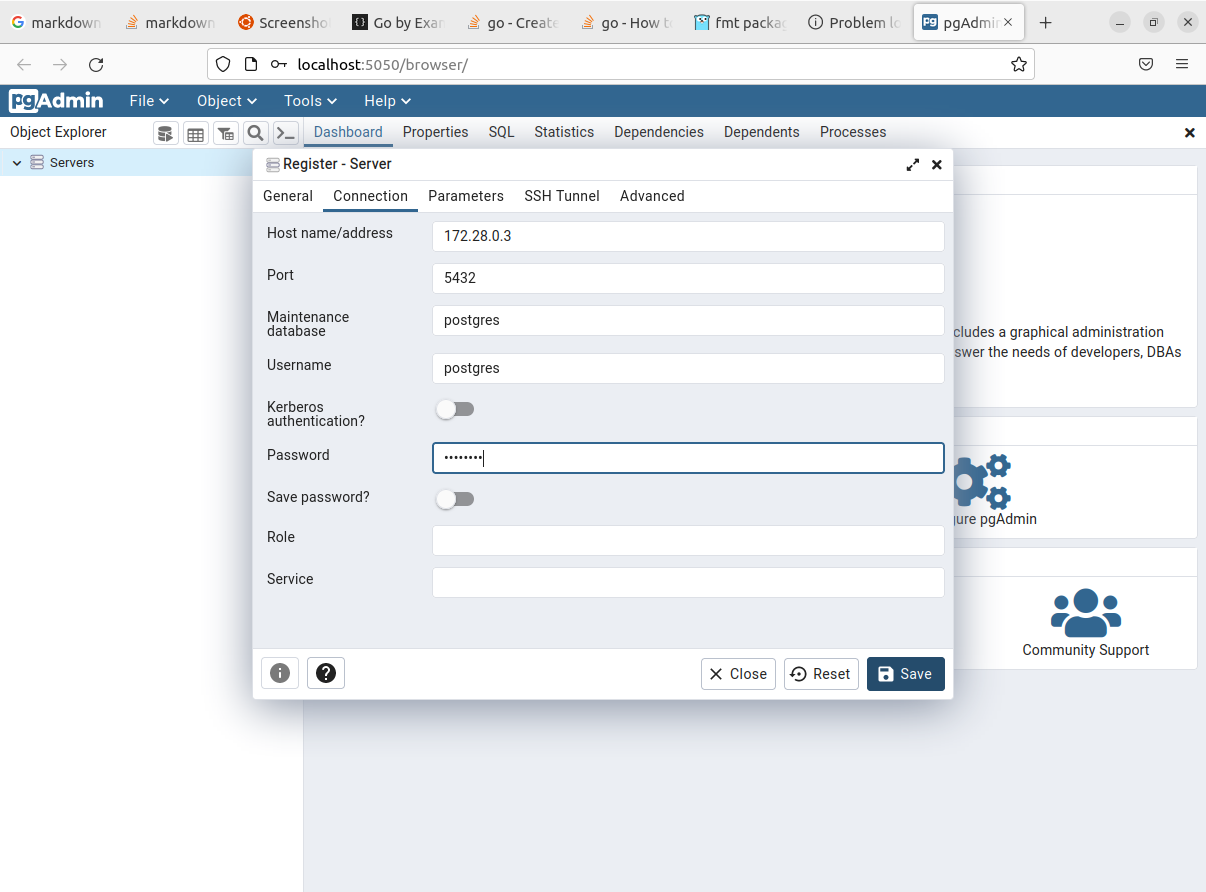 markdown
markdown
Screensho
Go by Exam
go - Create
go - How to
fmt packag
Problem lo
pgAdmin
localhost:5050/browser/
pgAdmin
File
Object
Tools
Help
Object Explorer
Dashboard
Properties
SQL
Statistics
Dependencies
Dependents
Processes
Servers
Register - Server
General
Connection
Parameters
SSH Tunnel
Advanced
Host name/address
172.28.0.3
Port
5432
Maintenance
database
postgres
Username
postgres
Kerberos
authentication?
Password
••••••••
Save password?
Role
Service
Close
Reset
Save
cludes a graphical administration
swer the needs of developers, DBAs
gure pgAdmin
Community Support